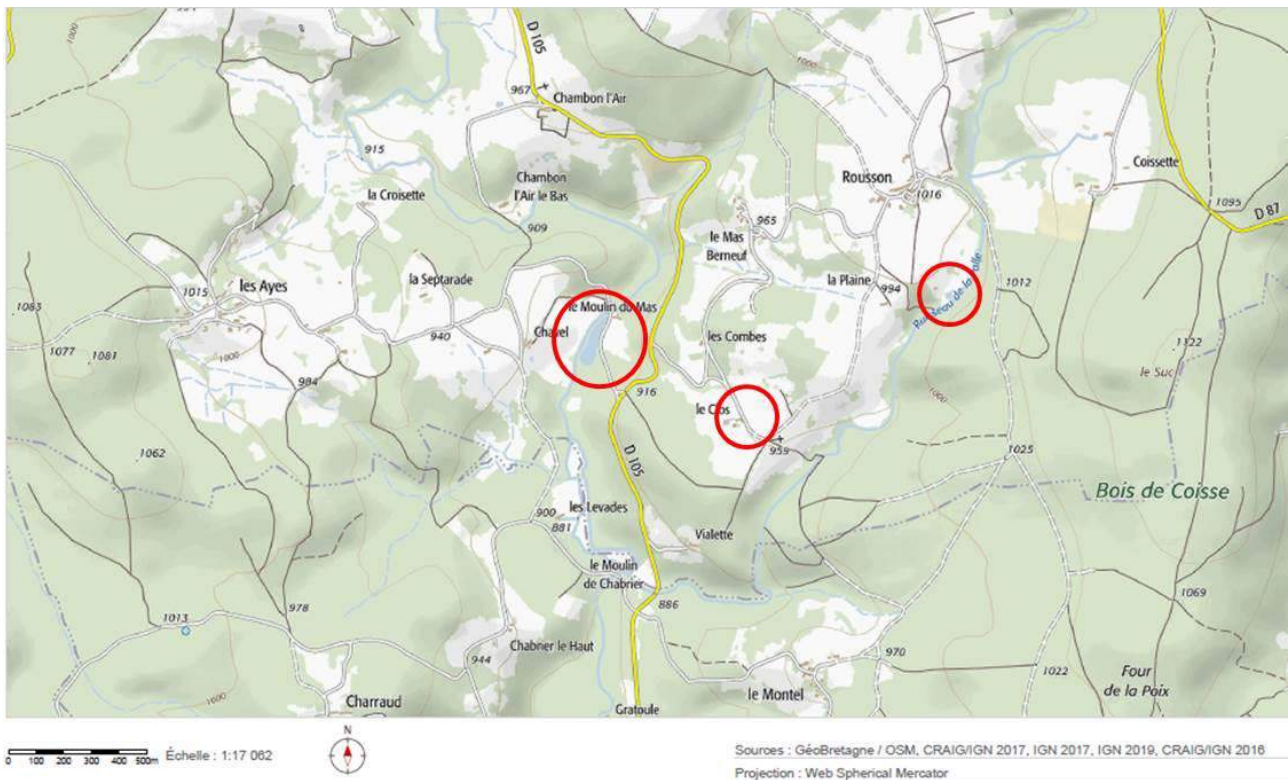 1000
D 105
967
Chambon l'Air
915
la Croisette
Chambon
l'Air le Bas
909
965
le Mas
Berneuf
Rousson
1016
Coissette
1095
D 87
les Ayes
1015
la Septarade
le Moulin du Mas
Chavel
la Plaine
994
1012
1083
1077
1081
1000
940
984
les Combes
916
le Clos
959
1000
1122
le Suc
1062
D 105
1025
Bois de Coisse
900
881
les Levades
Vialette
le Moulin
de Chabrier
886
1069
1013
978
Chabrier le Haut
944
970
1022
Four
de la Poix
le Montel
1000
Charraud
Gratoule
0 100 200 300 400 500m
Échelle : 1:17 062
N
Sources : GéoBretagne / OSM, CRAIG/IGN 2017, IGN 2017, IGN 2019, CRAIG/IGN 2016
Projection : Web Spherical Mercator